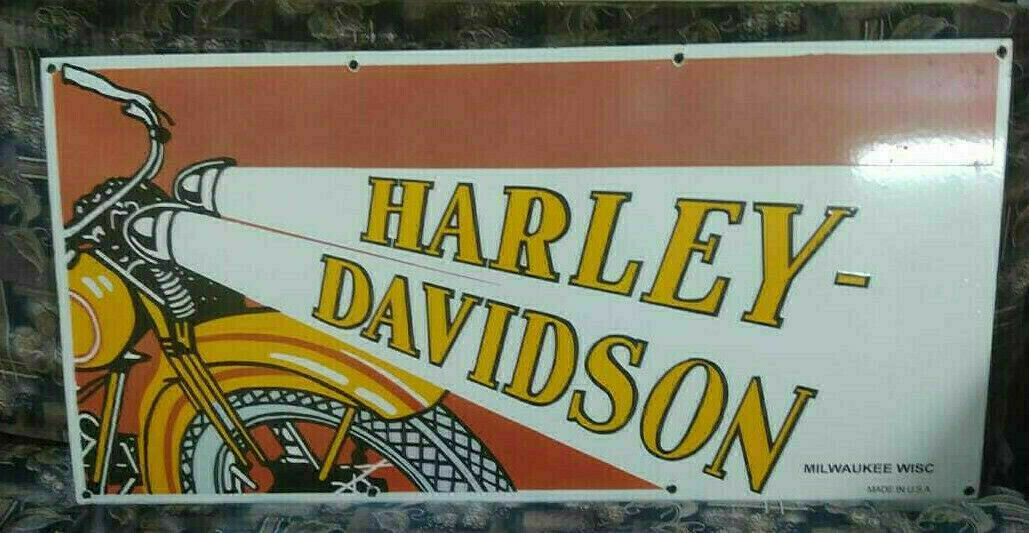 HARLEY-
DAVIDSON
MILWAUKEE WISC
MADE IN U.S.A